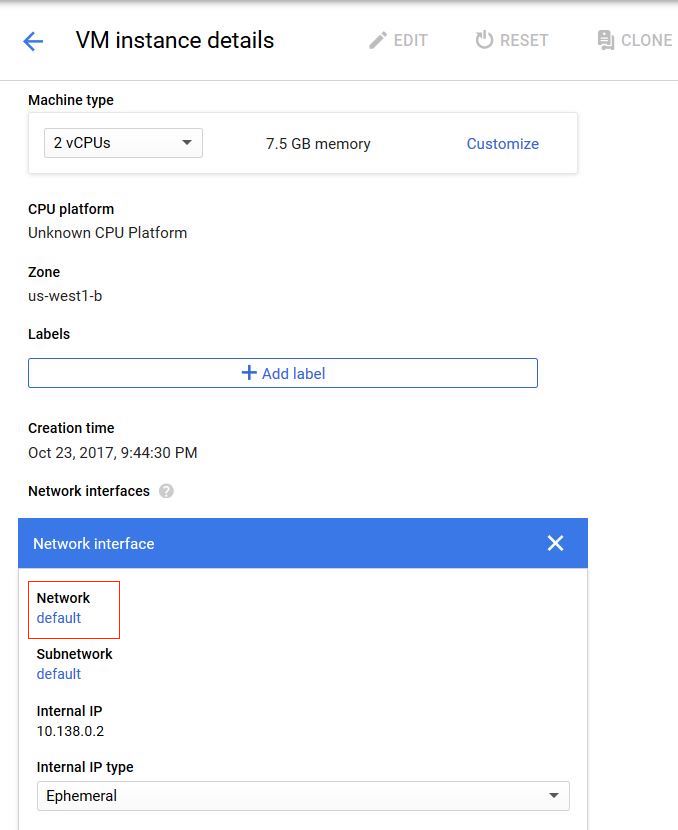 VM instance details
EDIT
RESET
CLONE
Machine type
2 vCPUs
7.5 GB memory
Customize
CPU platform
Unknown CPU Platform
Zone
us-west1-b
Labels
Add label
Creation time
Oct 23, 2017, 9:44:30 PM
Network interfaces ?
Network interface
Network
default
Subnetwork
default
Internal IP
10.138.0.2
Internal IP type
Ephemeral